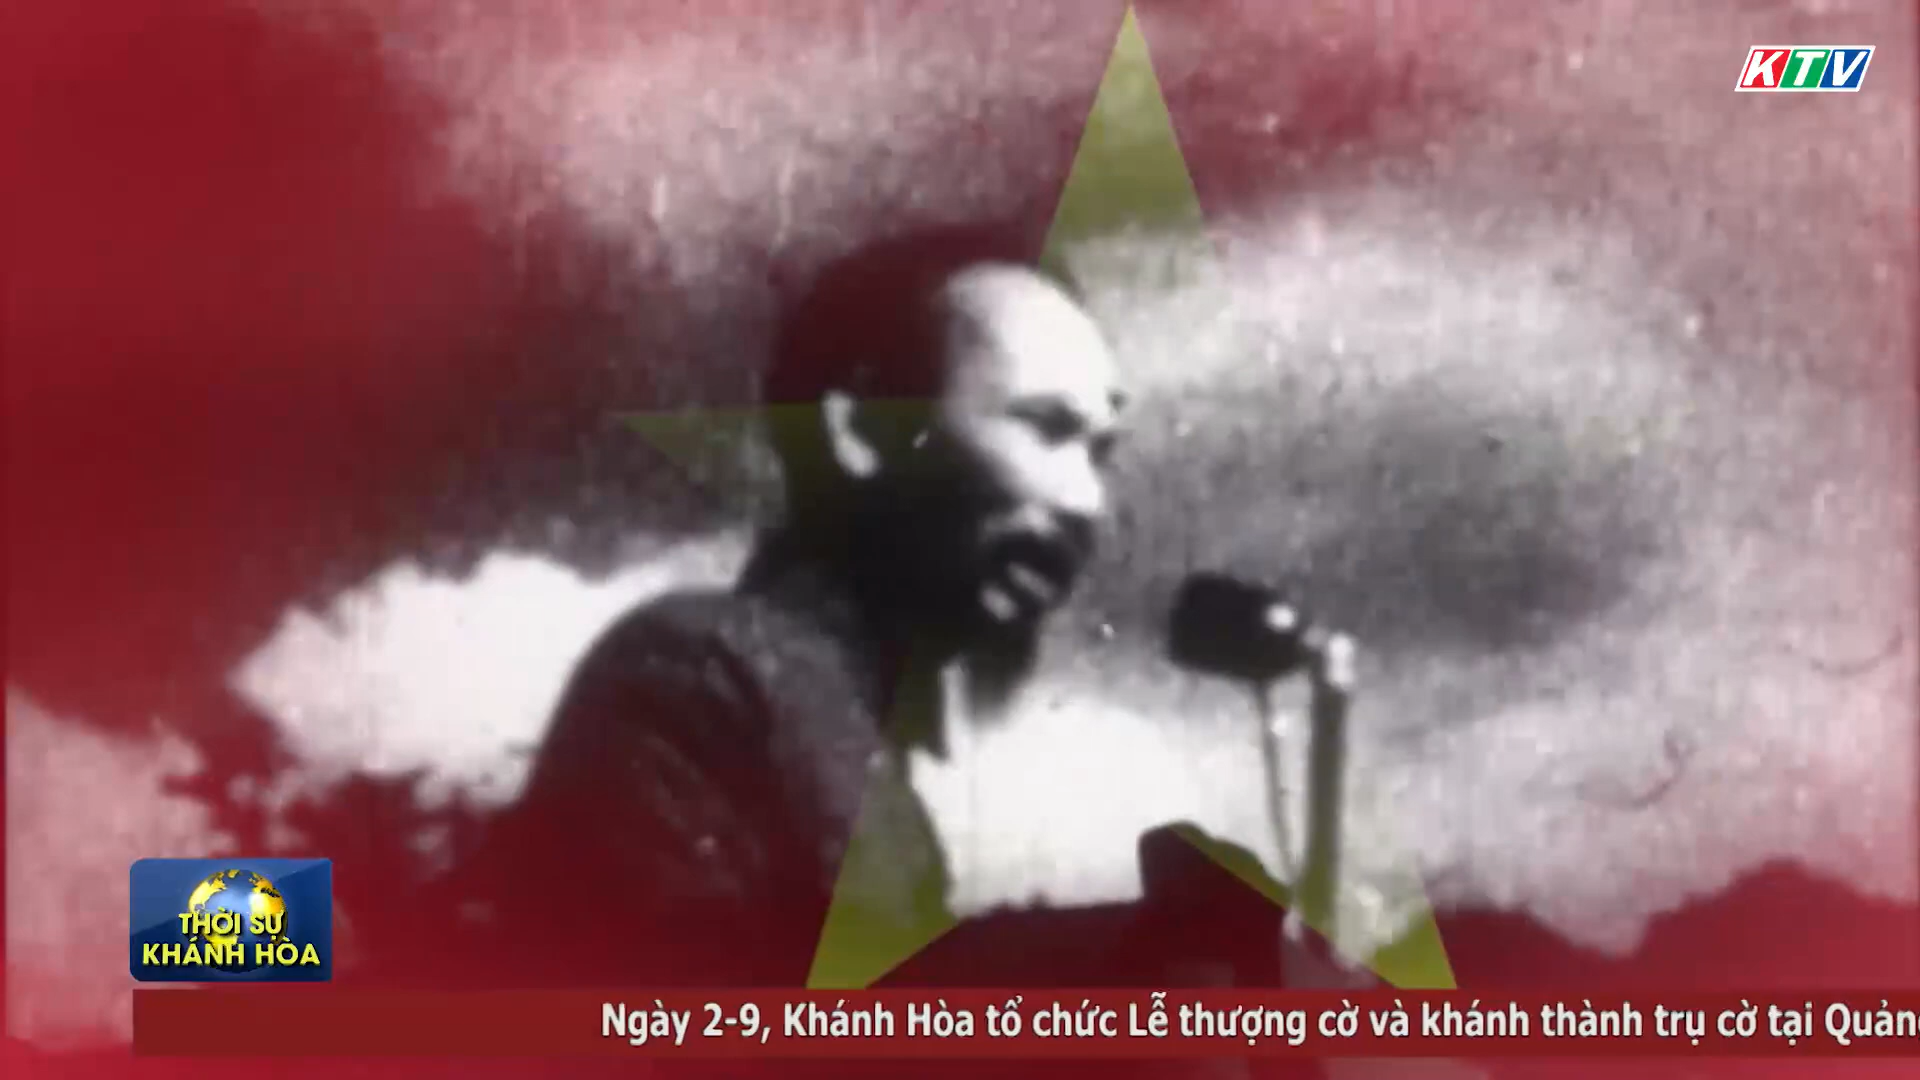 KTV
THỜI SỰ
KHÁNH HÒA
Ngày 2-9, Khánh Hòa tổ chức Lễ thượng cờ và khánh thành trụ cờ tại